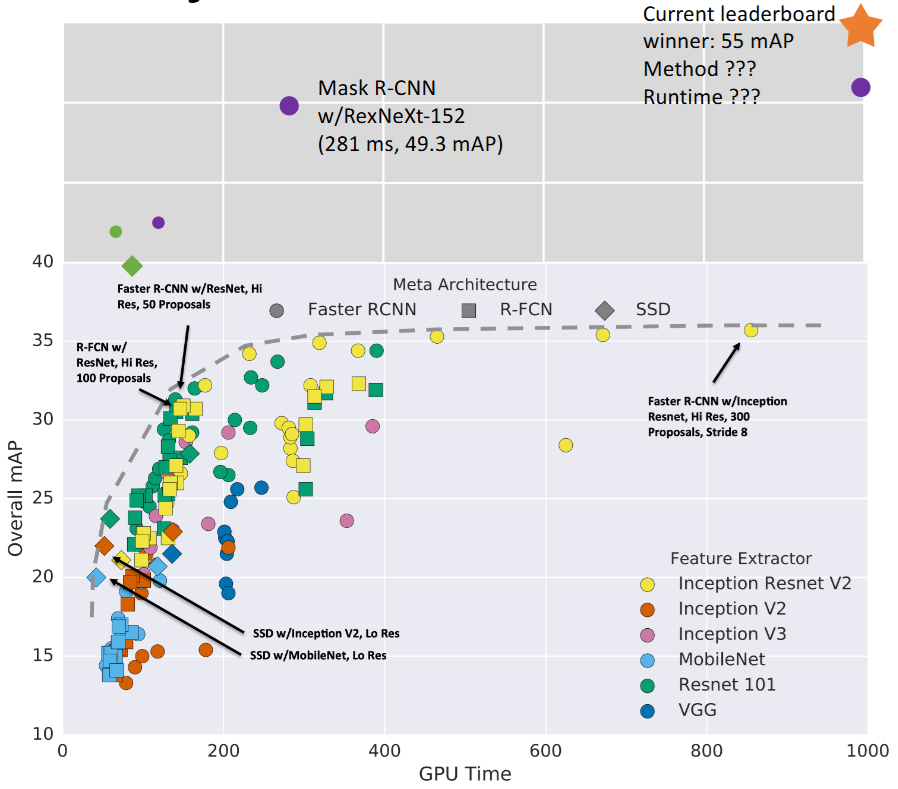 Current leaderboard
winner: 55 mAP
Method ???
Runtime ???
Mask R-CNN
w/RexNeXt-152
(281 ms, 49.3 mAP)
40
Faster R-CNN w/ResNet, Hi
Res, 50 Proposals
Meta Architecture
Faster RCNN
R-FCN
SSD
35
R-FCN w/
ResNet, Hi Res,
100 Proposals
Faster R-CNN w/Inception
Resnet, Hi Res, 300
Proposals, Stride 8
30
Overall mAP
25
Feature Extractor
Inception Resnet V2
Inception V2
Inception V3
MobileNet
Resnet 101
VGG
20
SSD w/Inception V2, Lo Res
SSD w/MobileNet, Lo Res
15
10
0
200
400
600
800
1000
GPU Time